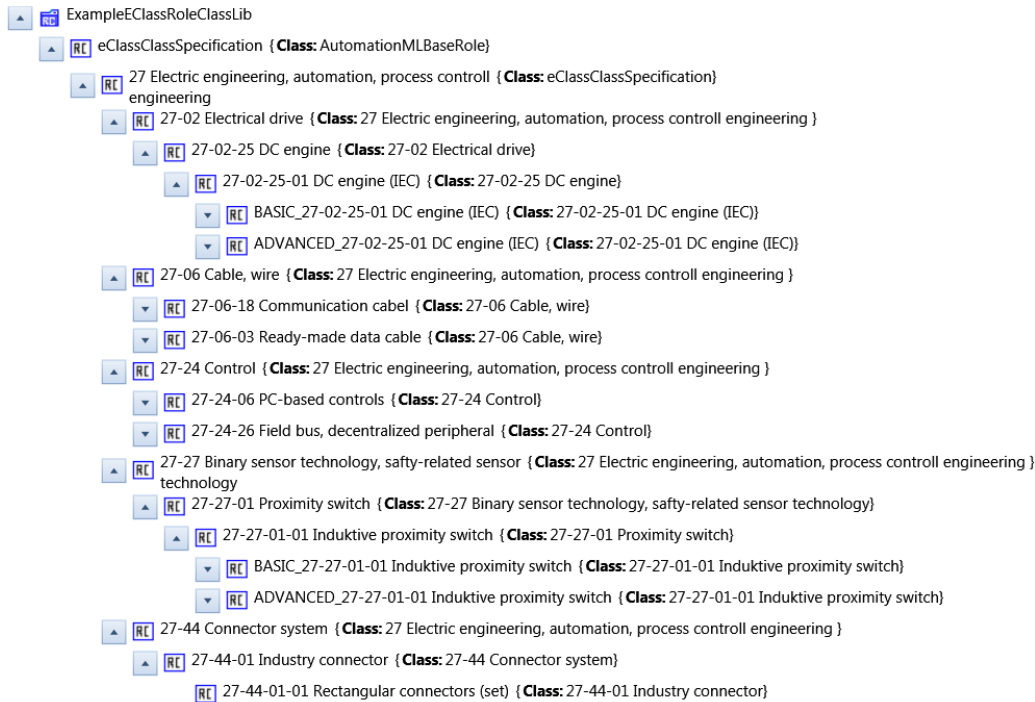 ExampleEClassRoleClassLib
eClassClassSpecification {Class: AutomationMLBaseRole}
27 Electric engineering, automation, process controll {Class: eClassClassSpecification}
engineering
27-02 Electrical drive {Class: 27 Electric engineering, automation, process controll engineering }
27-02-25 DC engine {Class: 27-02 Electrical drive}
27-02-25-01 DC engine (IEC) {Class: 27-02-25 DC engine}
BASIC_27-02-25-01 DC engine (IEC) {Class: 27-02-25-01 DC engine (IEC)}
ADVANCED_27-02-25-01 DC engine (IEC) {Class: 27-02-25-01 DC engine (IEC)}
27-06 Cable, wire {Class: 27 Electric engineering, automation, process controll engineering }
27-06-18 Communication cabel {Class: 27-06 Cable, wire}
27-06-03 Ready-made data cable {Class: 27-06 Cable, wire}
27-24 Control {Class: 27 Electric engineering, automation, process controll engineering }
27-24-06 PC-based controls {Class: 27-24 Control}
27-24-26 Field bus, decentralized peripheral {Class: 27-24 Control}
27-27 Binary sensor technology, safty-related sensor {Class: 27 Electric engineering, automation, process controll engineering }
technology
27-27-01 Proximity switch {Class: 27-27 Binary sensor technology, safty-related sensor technology}
27-27-01-01 Induktive proximity switch {Class: 27-27-01 Proximity switch}
BASIC_27-27-01-01 Induktive proximity switch {Class: 27-27-01-01 Induktive proximity switch}
ADVANCED_27-27-01-01 Induktive proximity switch {Class: 27-27-01-01 Induktive proximity switch}
27-44 Connector system {Class: 27 Electric engineering, automation, process controll engineering }
27-44-01 Industry connector {Class: 27-44 Connector system}
27-44-01-01 Rectangular connectors (set) {Class: 27-44-01 Industry connector}